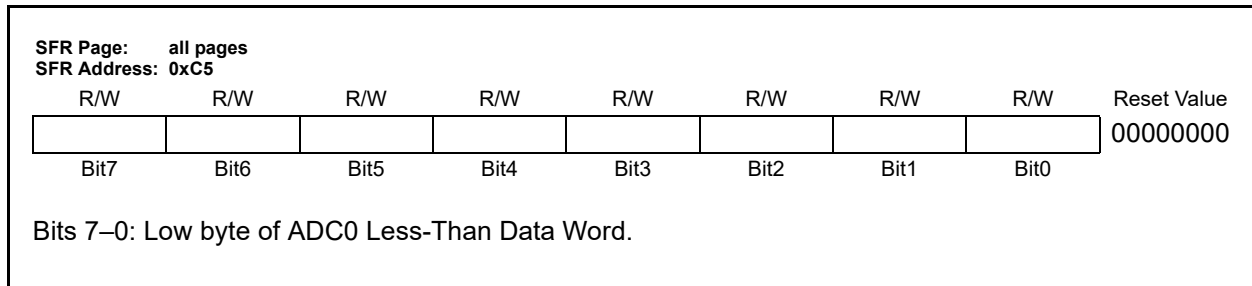 SFR Page: all pages
SFR Address: 0xC5
R/W R/W R/W R/W R/W R/W R/W R/W Reset Value
00000000
Bit7 Bit6 Bit5 Bit4 Bit3 Bit2 Bit1 Bit0
Bits 7–0: Low byte of ADC0 Less-Than Data Word.